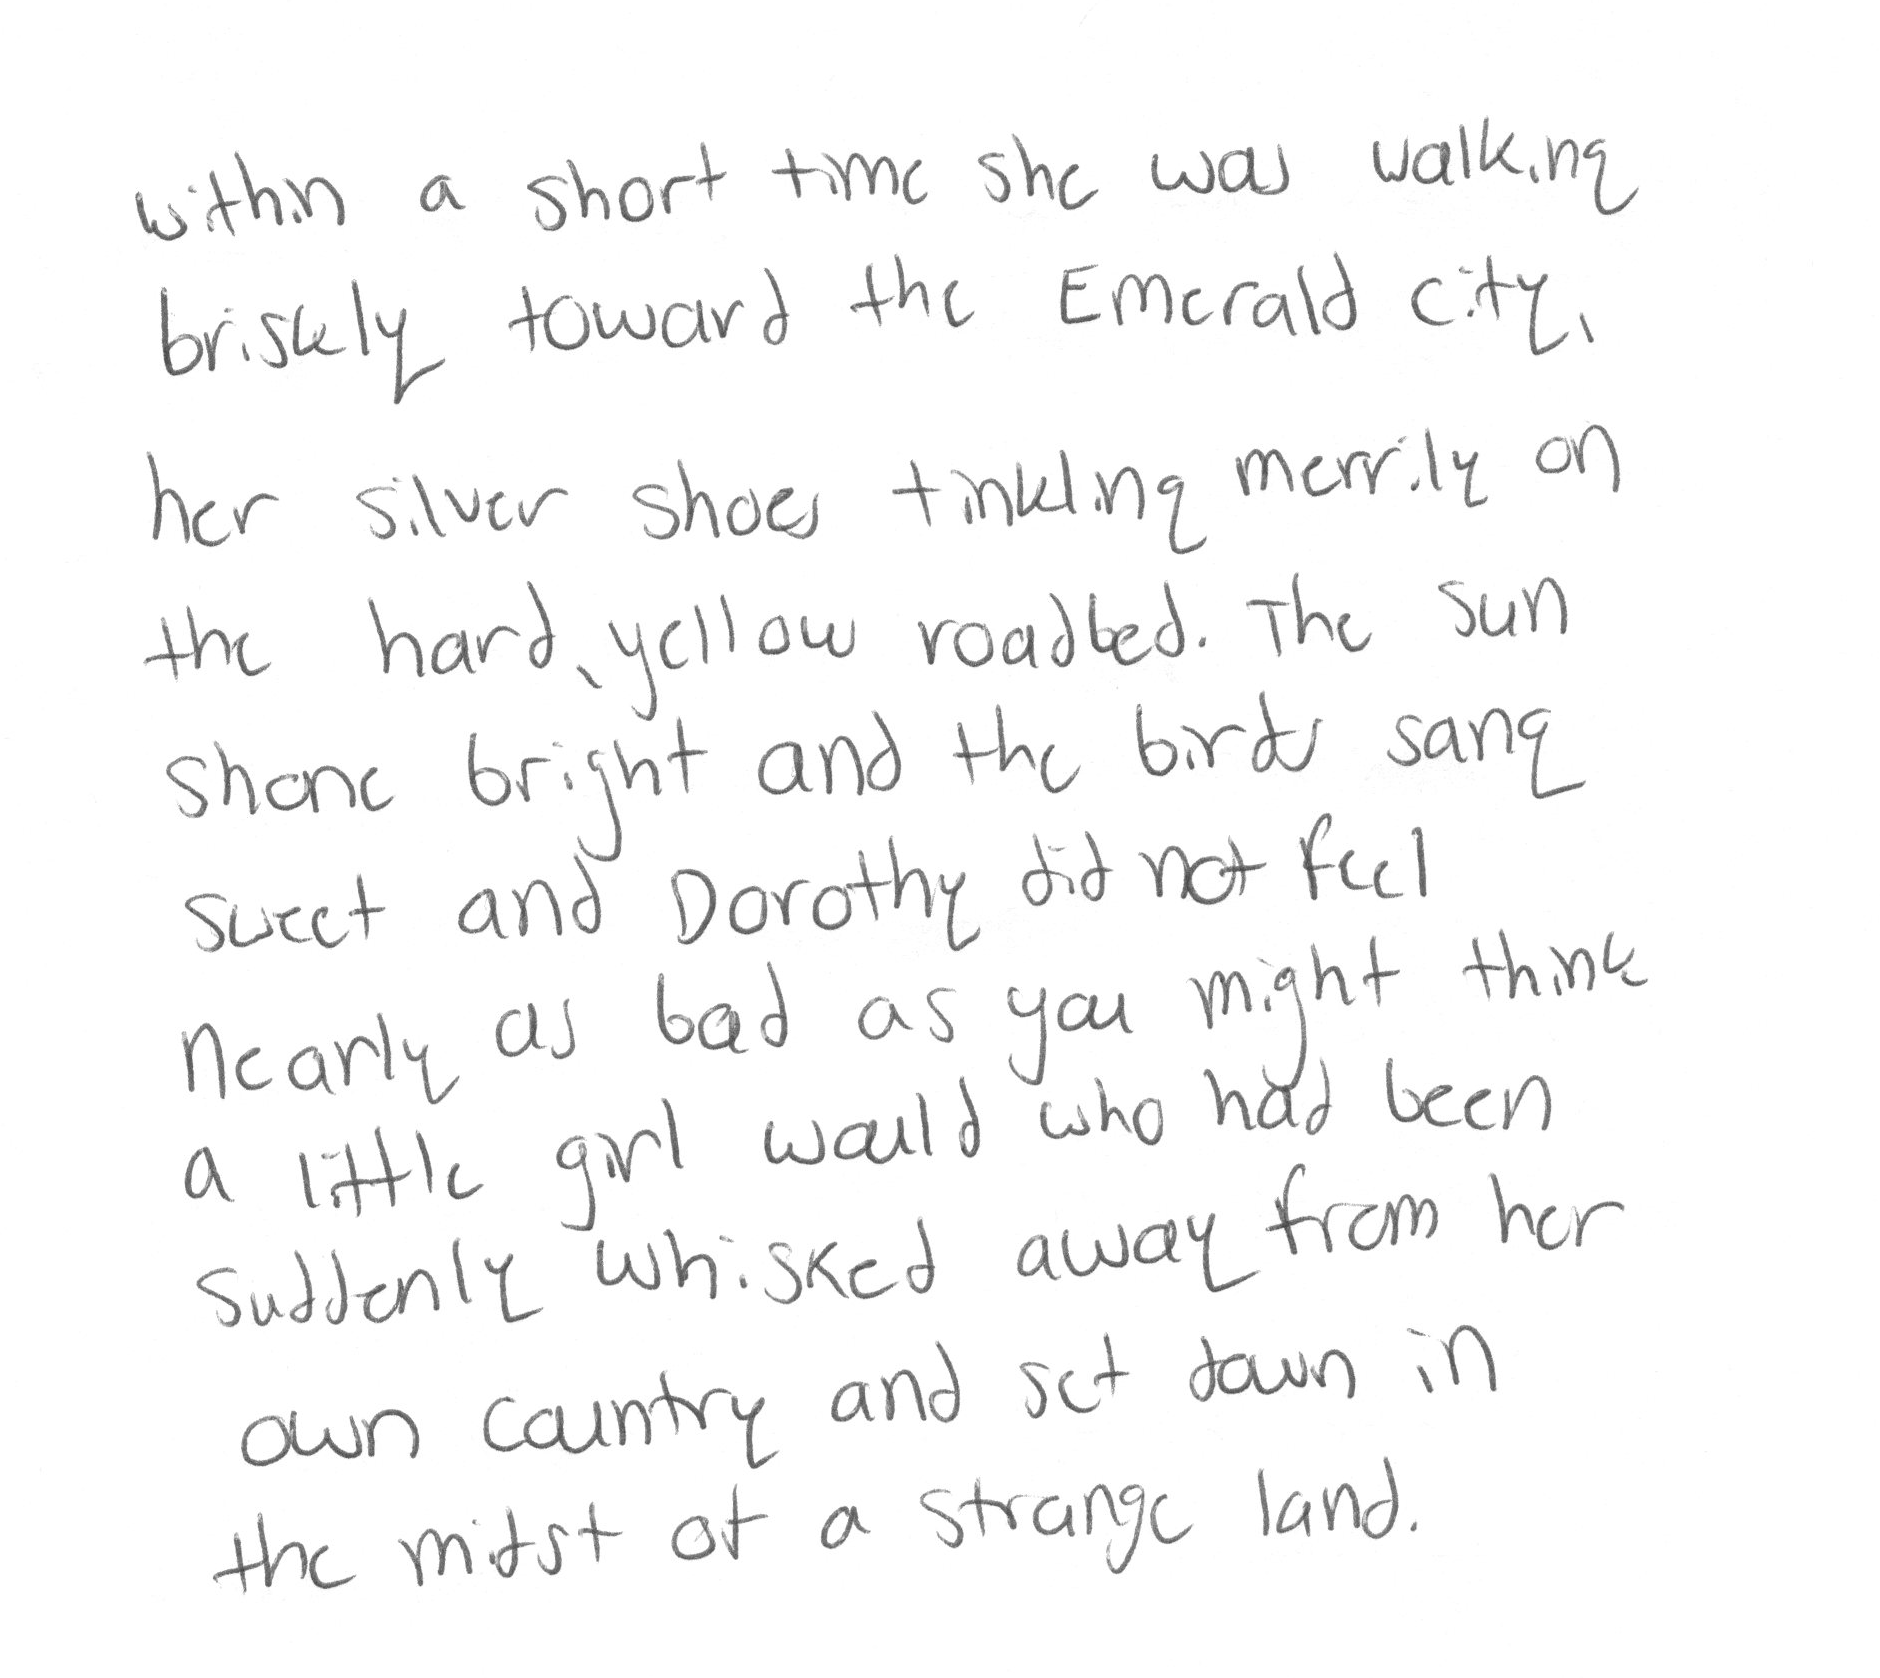 within a short time she was walking
briskly toward the Emerald city,
her silver shoes tinkling merrily on
the hard, yellow roadbed. The sun
shone bright and the birds sang
sweet and Dorothy did not feel
nearly as bad as you might think
a little girl would who had been
suddenly whisked away from her
own country and set down in
the midst of a strange land.